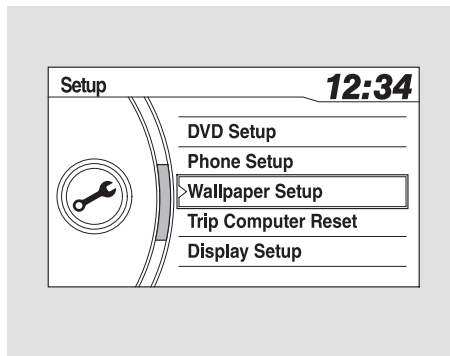 Setup 12:34
DVD Setup
Phone Setup
Wallpaper Setup
Trip Computer Reset
Display Setup